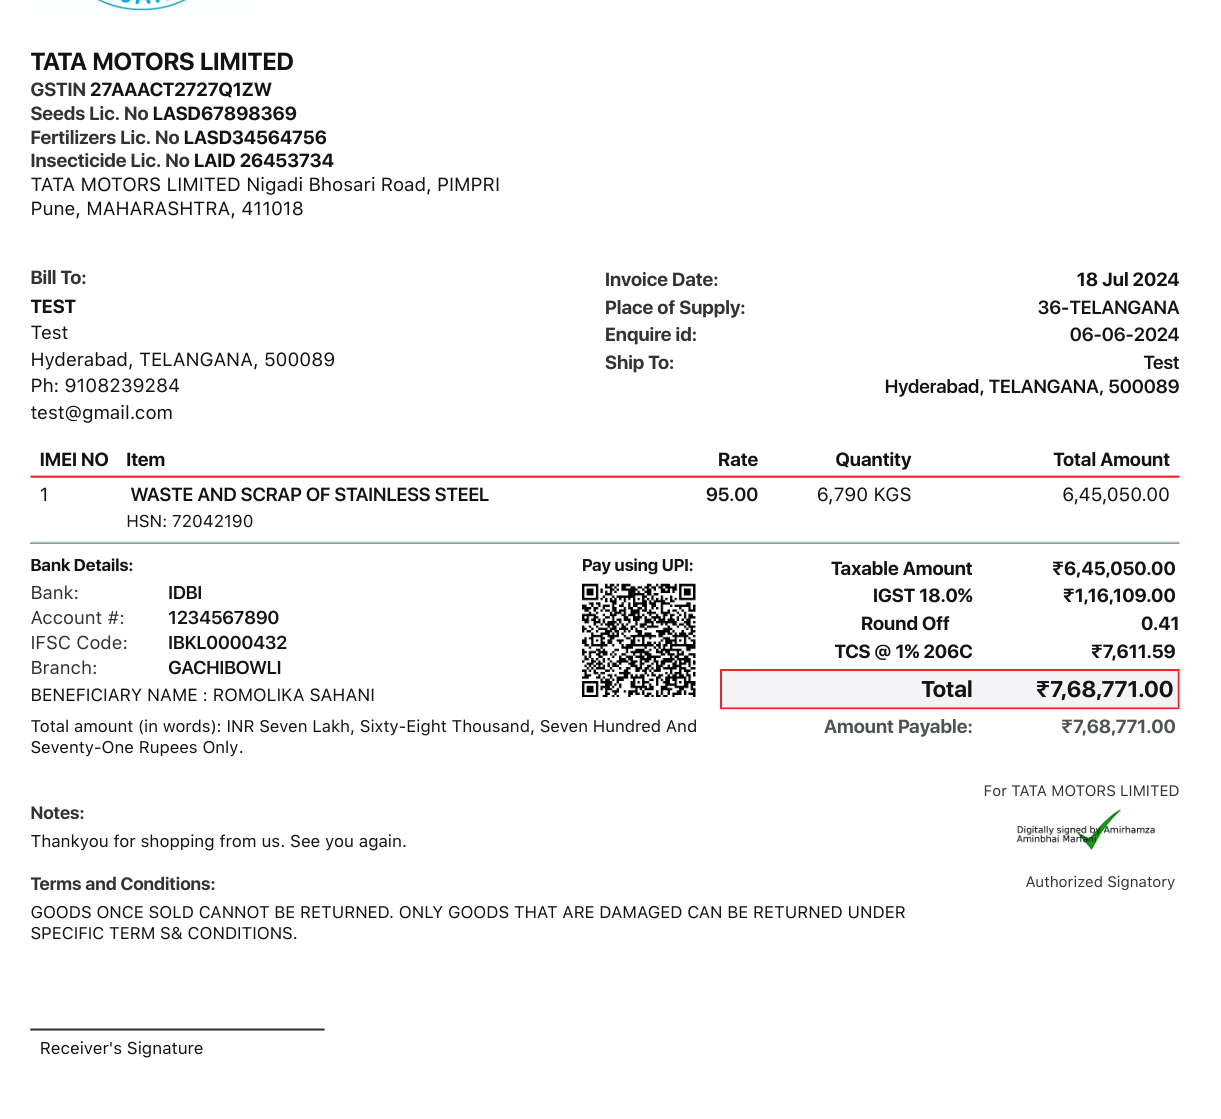 TATA MOTORS LIMITED
GSTIN 27AAACT2727Q1ZW
Seeds Lic. No LASD67898369
Fertilizers Lic. No LASD34564756
Insecticide Lic. No LAID 26453734
TATA MOTORS LIMITED Nigadi Bhosari Road, PIMPRI
Pune, MAHARASHTRA, 411018
Bill To:
TEST
Test
Hyderabad, TELANGANA, 500089
Ph: 9108239284
test@gmail.com
Invoice Date: 18 Jul 2024
Place of Supply: 36-TELANGANA
Enquire id: 06-06-2024
Ship To: Test
Hyderabad, TELANGANA, 500089
IMEI NO Item Rate Quantity Total Amount
1 WASTE AND SCRAP OF STAINLESS STEEL 95.00 6,790 KGS 6,45,050.00
HSN: 72042190
Bank Details:
Bank: IDBI
Account #: 1234567890
IFSC Code: IBKL0000432
Branch: GACHIBOWLI
BENEFICIARY NAME : ROMOLIKA SAHANI
Pay using UPI:
Taxable Amount ₹6,45,050.00
IGST 18.0% ₹1,16,109.00
Round Off 0.41
TCS @ 1% 206C ₹7,611.59
Total ₹7,68,771.00
Amount Payable: ₹7,68,771.00
Total amount (in words): INR Seven Lakh, Sixty-Eight Thousand, Seven Hundred And
Seventy-One Rupees Only.
For TATA MOTORS LIMITED
Digitally signed by Amirhamza
Aminbhai
Authorized Signatory
Notes:
Thankyou for shopping from us. See you again.
Terms and Conditions:
GOODS ONCE SOLD CANNOT BE RETURNED. ONLY GOODS THAT ARE DAMAGED CAN BE RETURNED UNDER
SPECIFIC TERM S& CONDITIONS.
Receiver's Signature